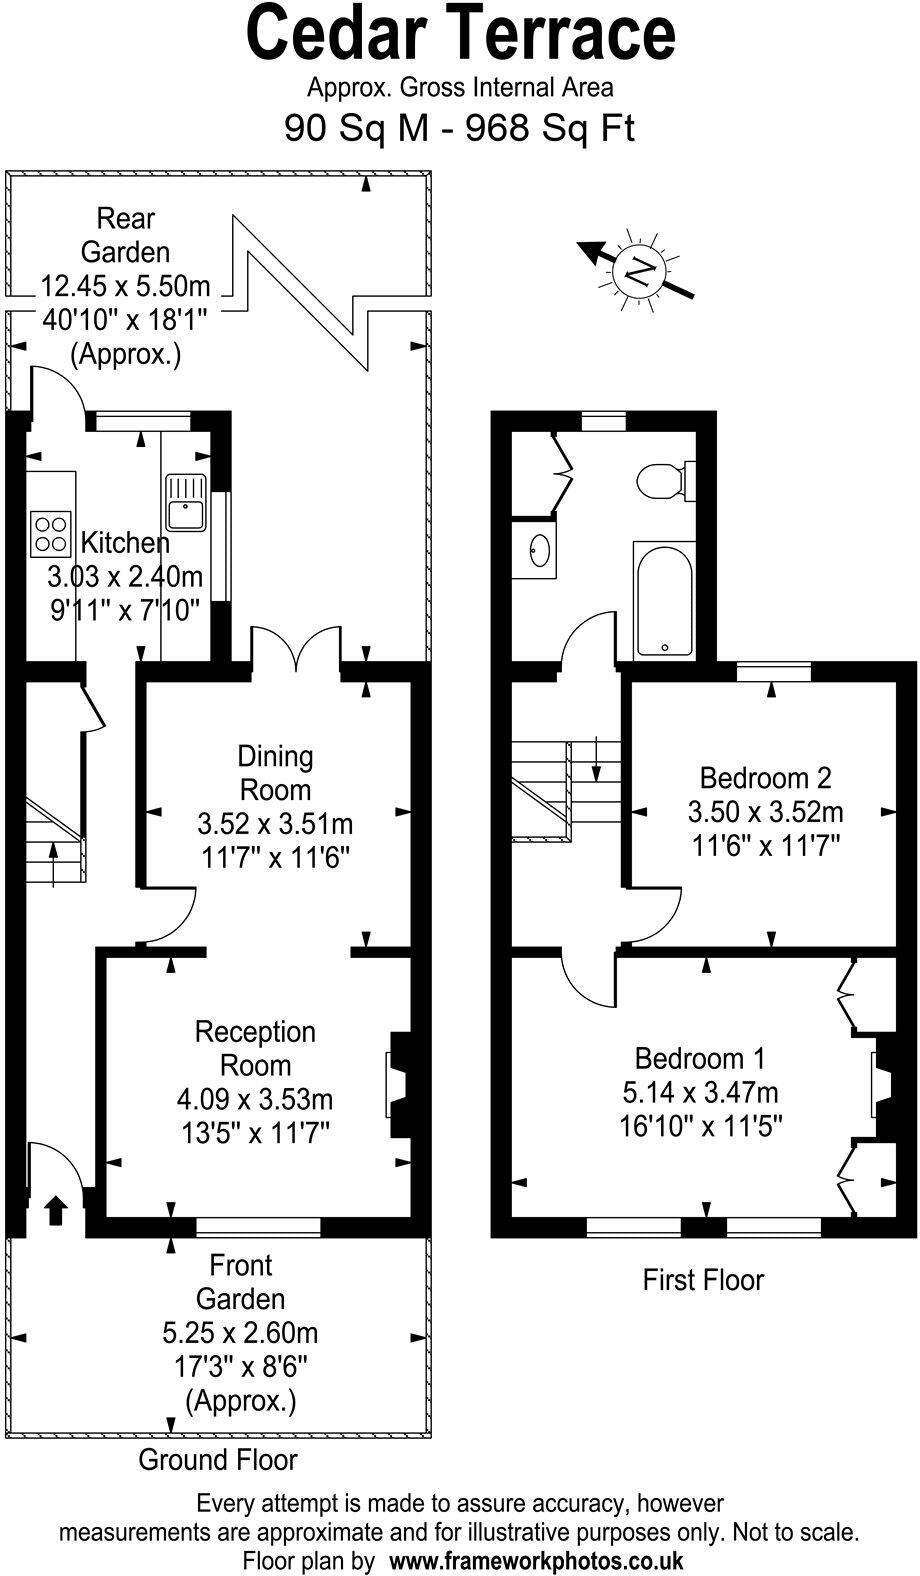 Cedar Terrace
Approx. Gross Internal Area
90 Sq M - 968 Sq Ft
Rear
Garden
12.45 x 5.50m
40'10" x 18'1"
(Approx.)
N
Kitchen
3.03 x 2.40m
9'11" x 7'10"
Dining
Room
3.52 x 3.51m
11'7" x 11'6"
Bedroom 2
3.50 x 3.52m
11'6" x 11'7"
Reception
Room
4.09 x 3.53m
13'5" x 11'7"
Bedroom 1
5.14 x 3.47m
16'10" x 11'5"
Front
Garden
5.25 x 2.60m
17'3" x 8'6"
(Approx.)
First Floor
Ground Floor
Every attempt is made to assure accuracy, however
measurements are approximate and for illustrative purposes only. Not to scale.
Floor plan by www.frameworkphotos.co.uk